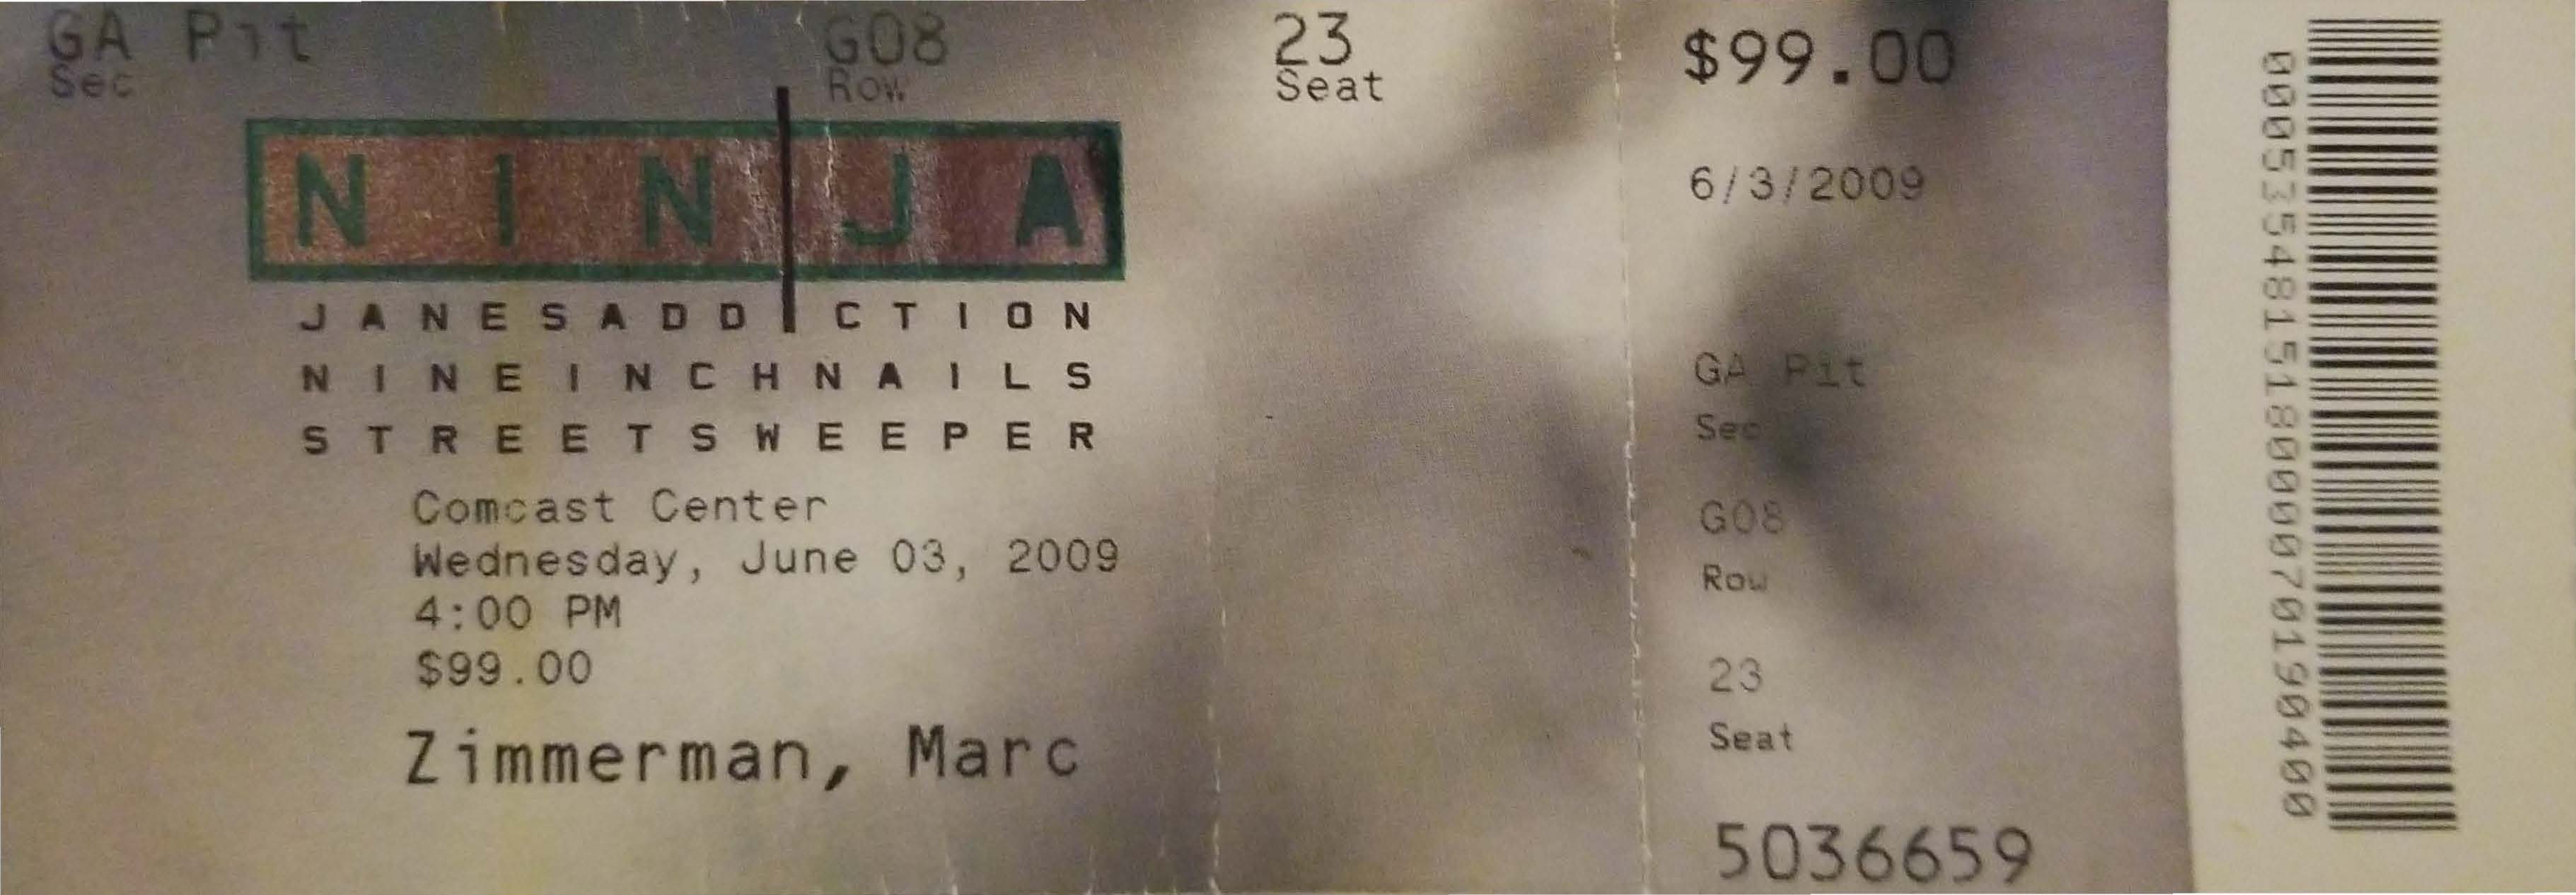 GA Pit
Sec
G08
Row
23
Seat
NINJA
JANESADDICTION
NINEINCHNAILS
STREETSWEEPER
Comcast Center
Wednesday, June 03, 2009
4:00 PM
$99.00
Zimmerman, Marc
$99.00
6/3/2009
GA Pit
Sec
G08
Row
23
Seat
5036659
000535481518000070190400